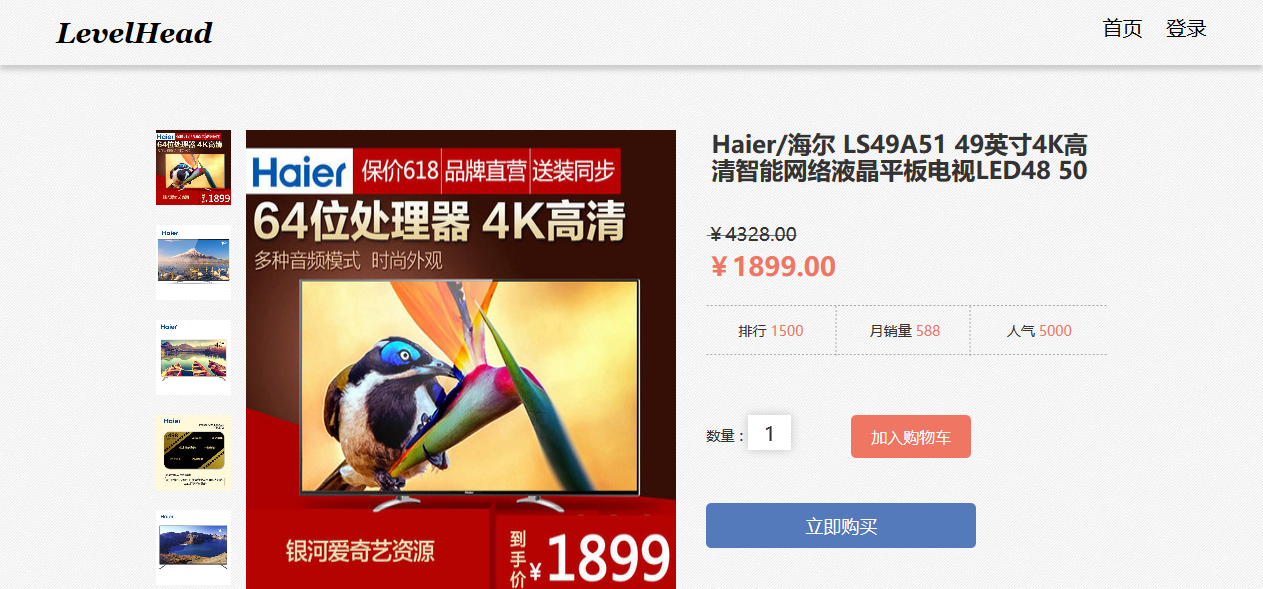 LevelHead
首页 登录
Haier
保价618 品牌直营 送装同步
64位处理器 4K高清
多种音频模式 时尚外观
银河爱奇艺资源
到手价¥1899
Haier/海尔 LS49A51 49英寸4K高
清智能网络液晶平板电视LED48 50
¥4328.00
¥1899.00
排行 1500 月销量 588 人气 5000
数量： 1 加入购物车
立即购买